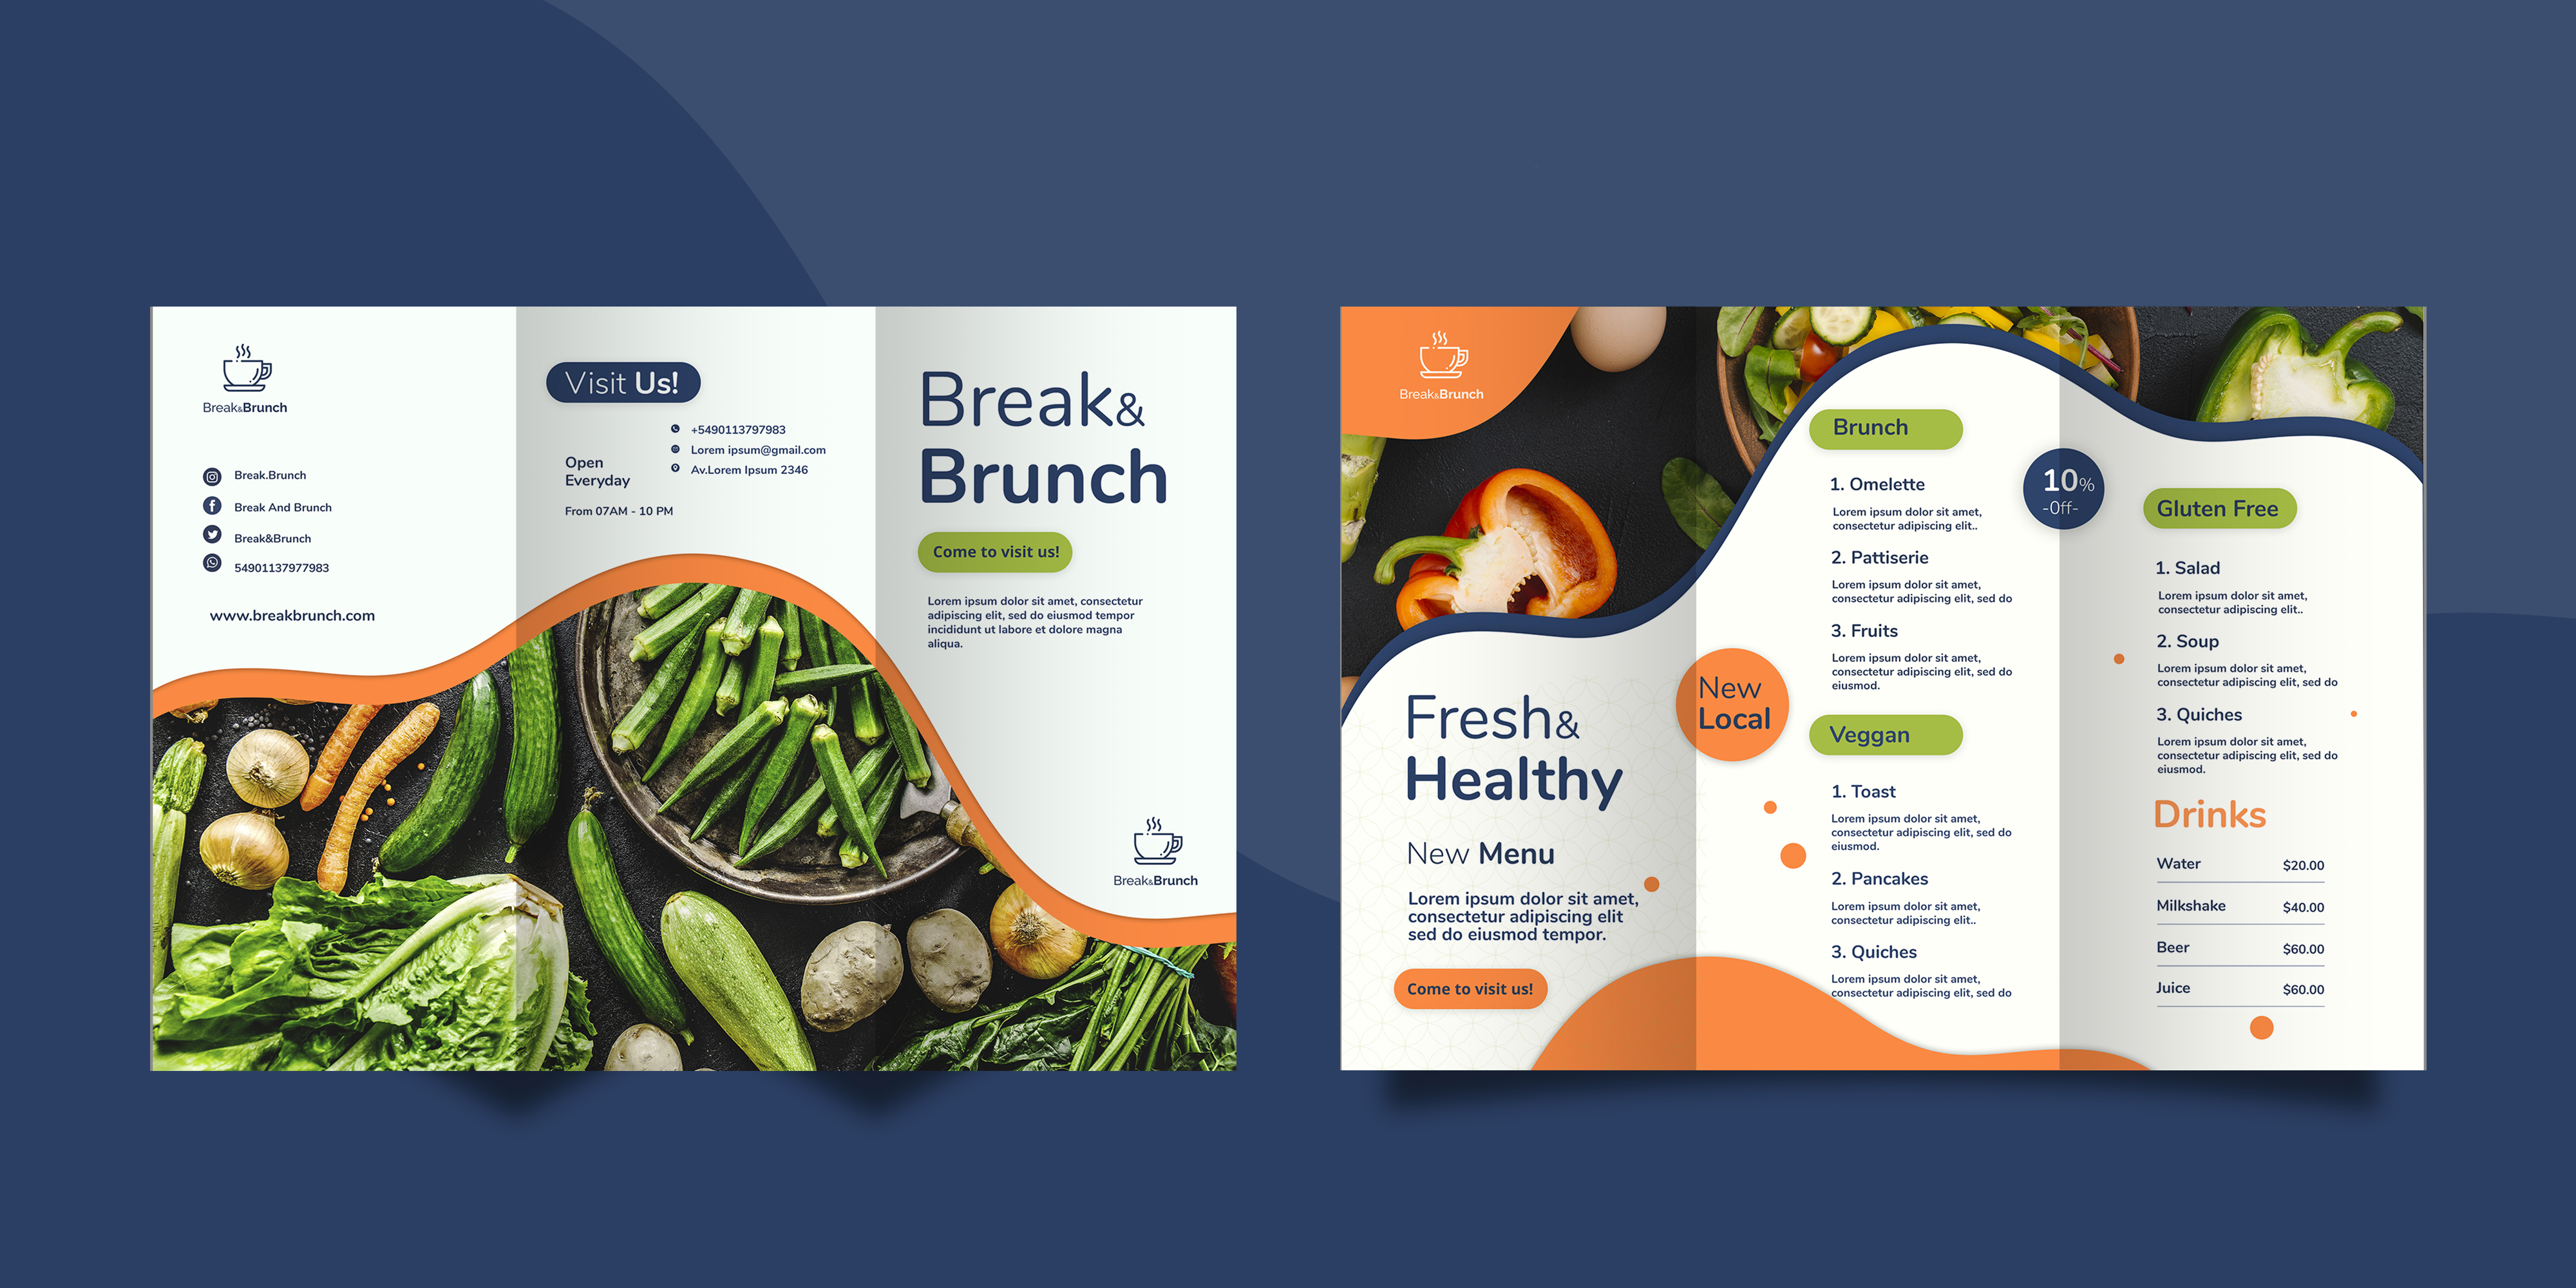 Break&Brunch
Break.Brunch
Break And Brunch
Break&Brunch
54901137977983
www.breakbrunch.com
Visit Us!
+5490113797983
Lorem ipsum@gmail.com
Av.Lorem Ipsum 2346
Open
Everyday
From 07AM - 10 PM
Break&
Brunch
Come to visit us!
Lorem ipsum dolor sit amet, consectetur
adipiscing elit, sed do eiusmod tempor
incididunt ut labore et dolore magna
aliqua.
Break&Brunch
Break&Brunch
Fresh&
Healthy
New Menu
Lorem ipsum dolor sit amet,
consectetur adipiscing elit
sed do eiusmod tempor.
Come to visit us!
New
Local
Brunch
1. Omelette
Lorem ipsum dolor sit amet,
consectetur adipiscing elit..
2. Pattiserie
Lorem ipsum dolor sit amet,
consectetur adipiscing elit, sed do
3. Fruits
Lorem ipsum dolor sit amet,
consectetur adipiscing elit, sed do
eiusmod.
Veggan
1. Toast
Lorem ipsum dolor sit amet,
consectetur adipiscing elit, sed do
eiusmod.
2. Pancakes
Lorem ipsum dolor sit amet,
consectetur adipiscing elit..
3. Quiches
Lorem ipsum dolor sit amet,
consectetur adipiscing elit, sed do
10%
-Off-
Gluten Free
1. Salad
Lorem ipsum dolor sit amet,
consectetur adipiscing elit..
2. Soup
Lorem ipsum dolor sit amet,
consectetur adipiscing elit, sed do
3. Quiches
Lorem ipsum dolor sit amet,
consectetur adipiscing elit, sed do
eiusmod.
Drinks
Water $20.00
Milkshake $40.00
Beer $60.00
Juice $60.00